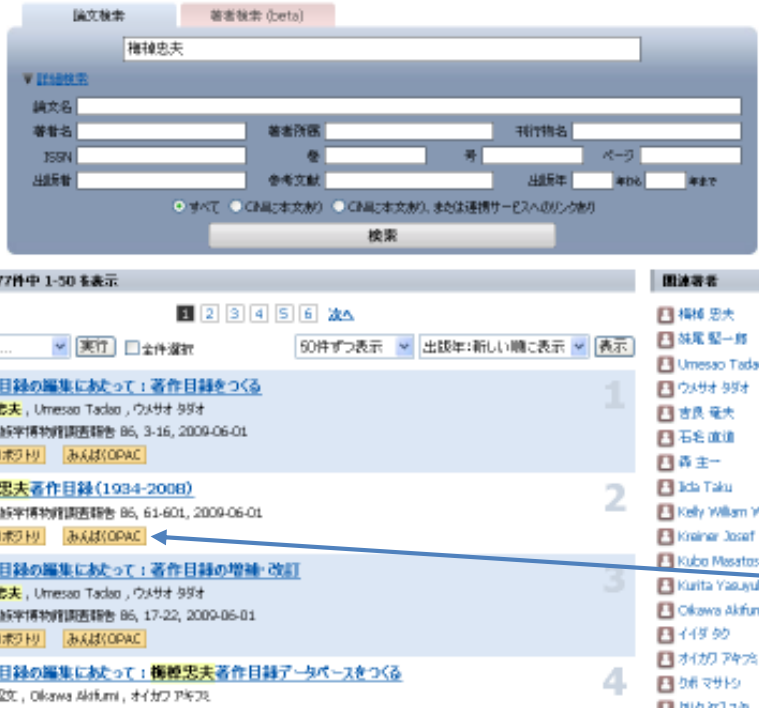 論文検索 著者検索 (beta)
梅棹忠夫
▼詳細検索
論文名
著者名 著者所属 刊行物名
ISSN 巻 号 ページ
出版者 参考文献 出版年 年から 年まで
すべて CiNiiに本文あり CiNiiに本文あり、または連携サービスへのリンクあり
検索
77件中 1-50 を表示
1 2 3 4 5 6 次へ
... 実行 全件選択 50件ずつ表示 出版年:新しい順に表示 表示
目録の編集にあたって : 著作目録をつくる
忠夫 , Umesao Tadao , ウメサオ タダオ
族学博物館調査報告 86, 3-16, 2009-06-01
ポジトリ みんぱくOPAC
1
忠夫著作目録(1934-2008)
族学博物館調査報告 86, 61-601, 2009-06-01
ポジトリ みんぱくOPAC
2
目録の編集にあたって : 著作目録の増補・改訂
忠夫 , Umesao Tadao , ウメサオ タダオ
族学博物館調査報告 86, 17-22, 2009-06-01
ポジトリ みんぱくOPAC
3
目録の編集にあたって : 梅棹忠夫著作目録データベースをつくる
, Oikawa Akifumi , オイカワ アキフミ
4
関連著者
梅棹 忠夫
妹尾 堅一郎
Umesao Tada
ウメサオ タダオ
吉良 竜夫
石毛 直道
森 主一
Iida Taku
Kelly William W
Kreiner Josef
Kubo Masatos
Kurita Yasuyuk
Oikawa Akifum
イイダ タク
オイカワ アキフミ
クボ マサトシ